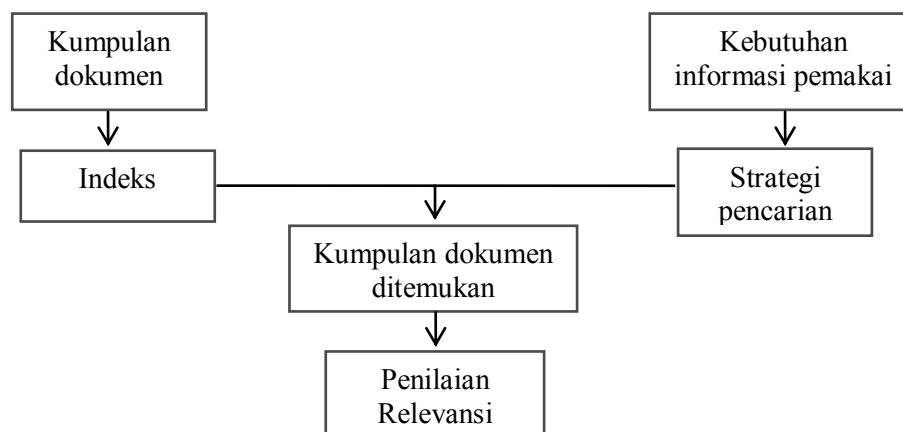 Kumpulan
dokumen
Kebutuhan
informasi pemakai
Indeks
Strategi
pencarian
Kumpulan dokumen
ditemukan
Penilaian
Relevansi